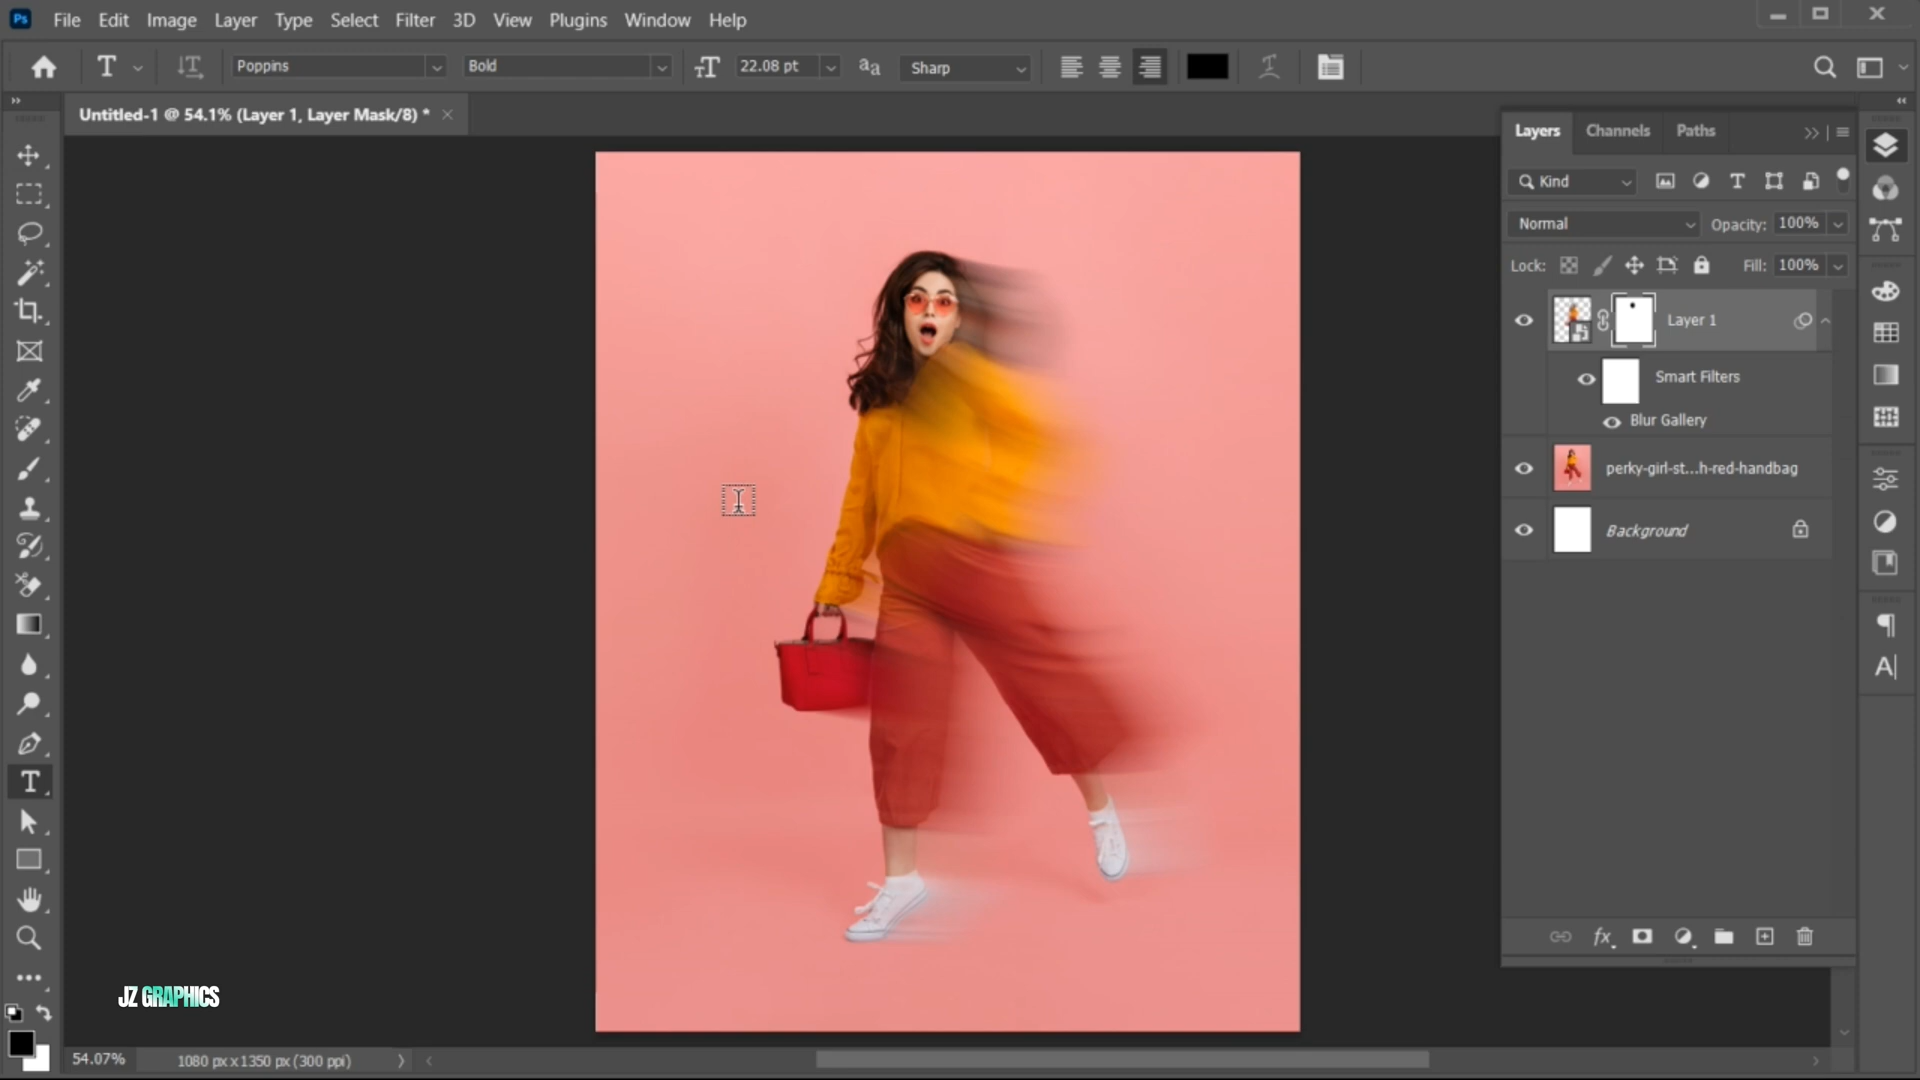 Ps File Edit Image Layer Type Select Filter 3D View Plugins Window Help
Poppins Bold 22.08 pt Sharp
Untitled-1 @ 54.1% (Layer 1, Layer Mask/8) *
Layers Channels Paths
Kind
Normal Opacity: 100%
Lock: Fill: 100%
Layer 1
Smart Filters
Blur Gallery
perky-girl-st...h-red-handbag
Background
fx
JZ GRAPHICS
54.07% 1080 px x 1350 px (300 ppi)